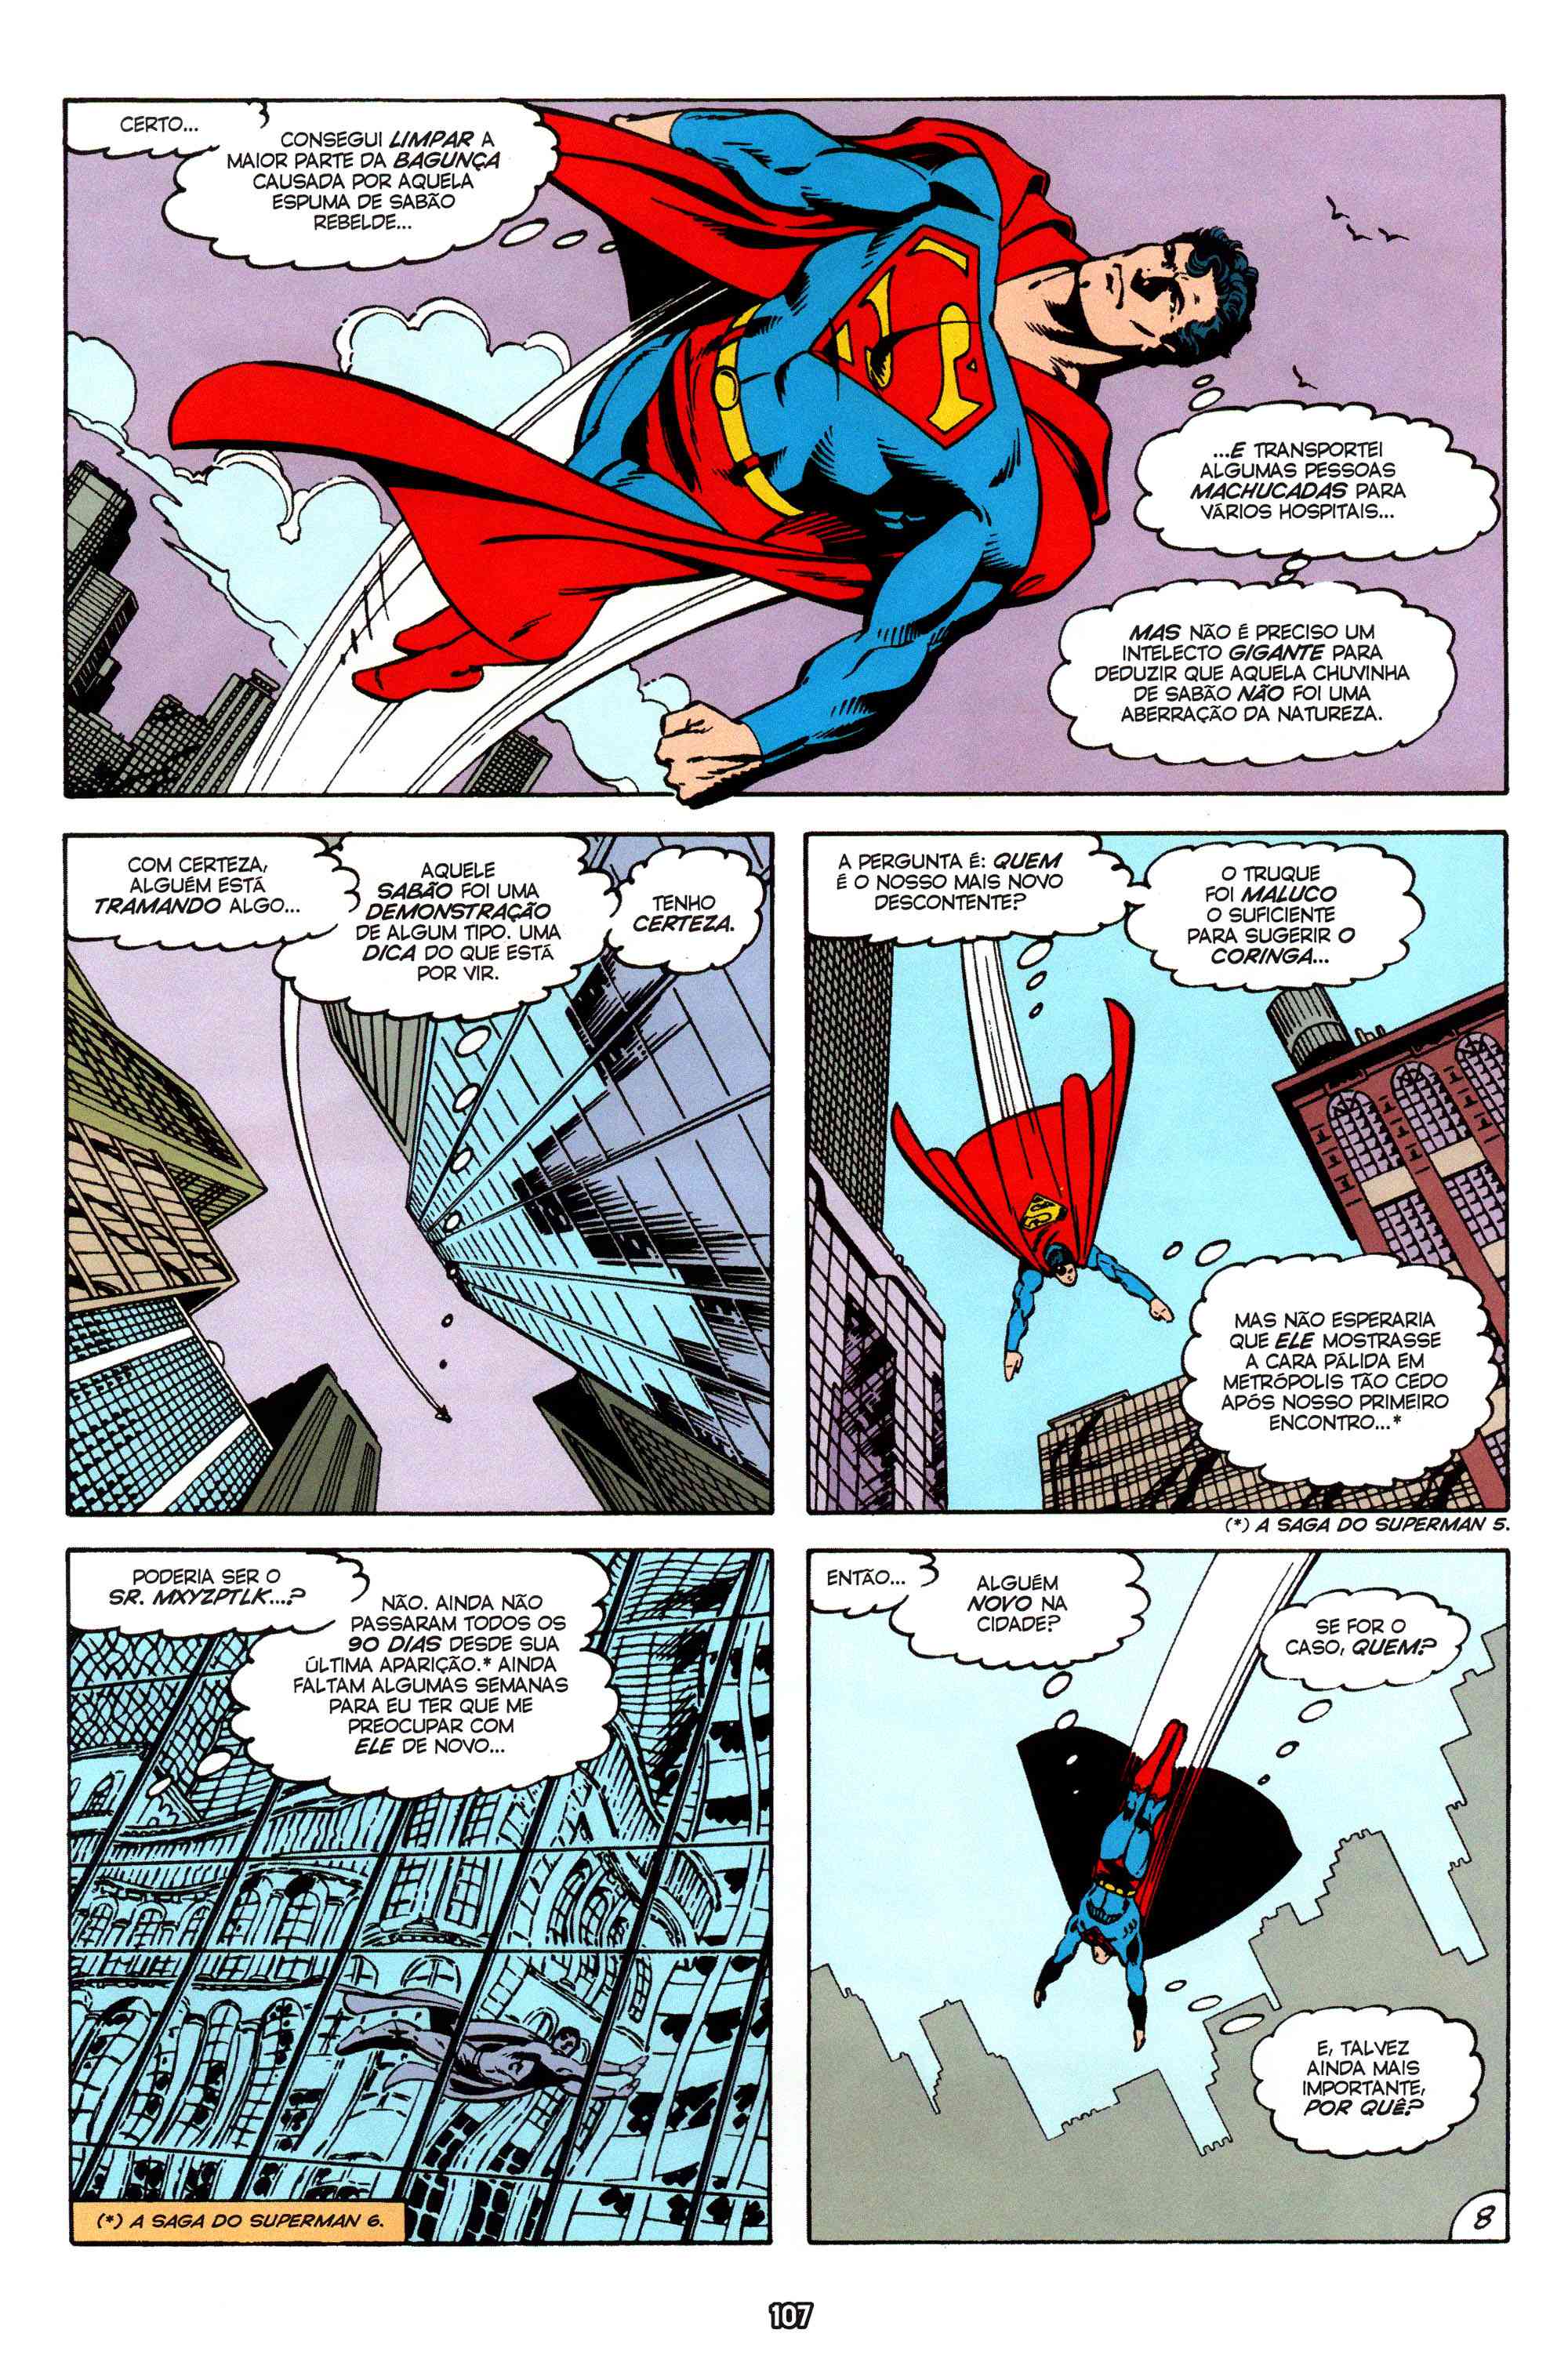 CERTO...
CONSEGUI LIMPAR A
MAIOR PARTE DA BAGUNÇA
CAUSADA POR AQUELA
ESPUMA DE SABÃO
REBELDE...
...E TRANSPORTEI
ALGUMAS PESSOAS
MACHUCADAS PARA
VÁRIOS HOSPITAIS...
MAS NÃO É PRECISO UM
INTELECTO GIGANTE PARA
DEDUZIR QUE AQUELA CHUVINHA
DE SABÃO NÃO FOI UMA
ABERRAÇÃO DA NATUREZA.
COM CERTEZA,
ALGUÉM ESTÁ
TRAMANDO ALGO...
AQUELE
SABÃO FOI UMA
DEMONSTRAÇÃO
DE ALGUM TIPO. UMA
DICA DO QUE ESTÁ
POR VIR.
TENHO
CERTEZA.
A PERGUNTA É: QUEM
É O NOSSO MAIS NOVO
DESCONTENTE?
O TRUQUE
FOI MALUCO
O SUFICIENTE
PARA SUGERIR O
CORINGA...
MAS NÃO ESPERARIA
QUE ELE MOSTRASSE
A CARA PÁLIDA EM
METRÓPOLIS TÃO CEDO
APÓS NOSSO PRIMEIRO
ENCONTRO...*
(*) A SAGA DO SUPERMAN 5.
PODERIA SER O
SR. MXYZPTLK...?
NÃO. AINDA NÃO
PASSARAM TODOS OS
90 DIAS DESDE SUA
ÚLTIMA APARIÇÃO.* AINDA
FALTAM ALGUMAS SEMANAS
PARA EU TER QUE ME
PREOCUPAR COM
ELE DE NOVO...
(*) A SAGA DO SUPERMAN 6.
ENTÃO...
ALGUÉM
NOVO NA
CIDADE?
SE FOR O
CASO, QUEM?
E, TALVEZ
AINDA MAIS
IMPORTANTE,
POR QUÊ?
8
107